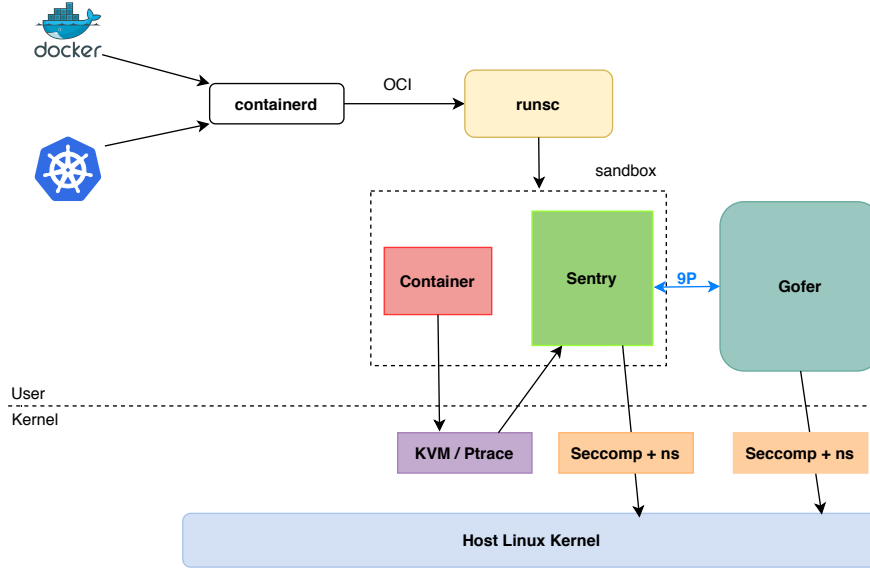 docker
containerd
OCI
runsc
sandbox
Container
Sentry
9P
Gofer
User
Kernel
KVM / Ptrace
Seccomp + ns
Seccomp + ns
Host Linux Kernel